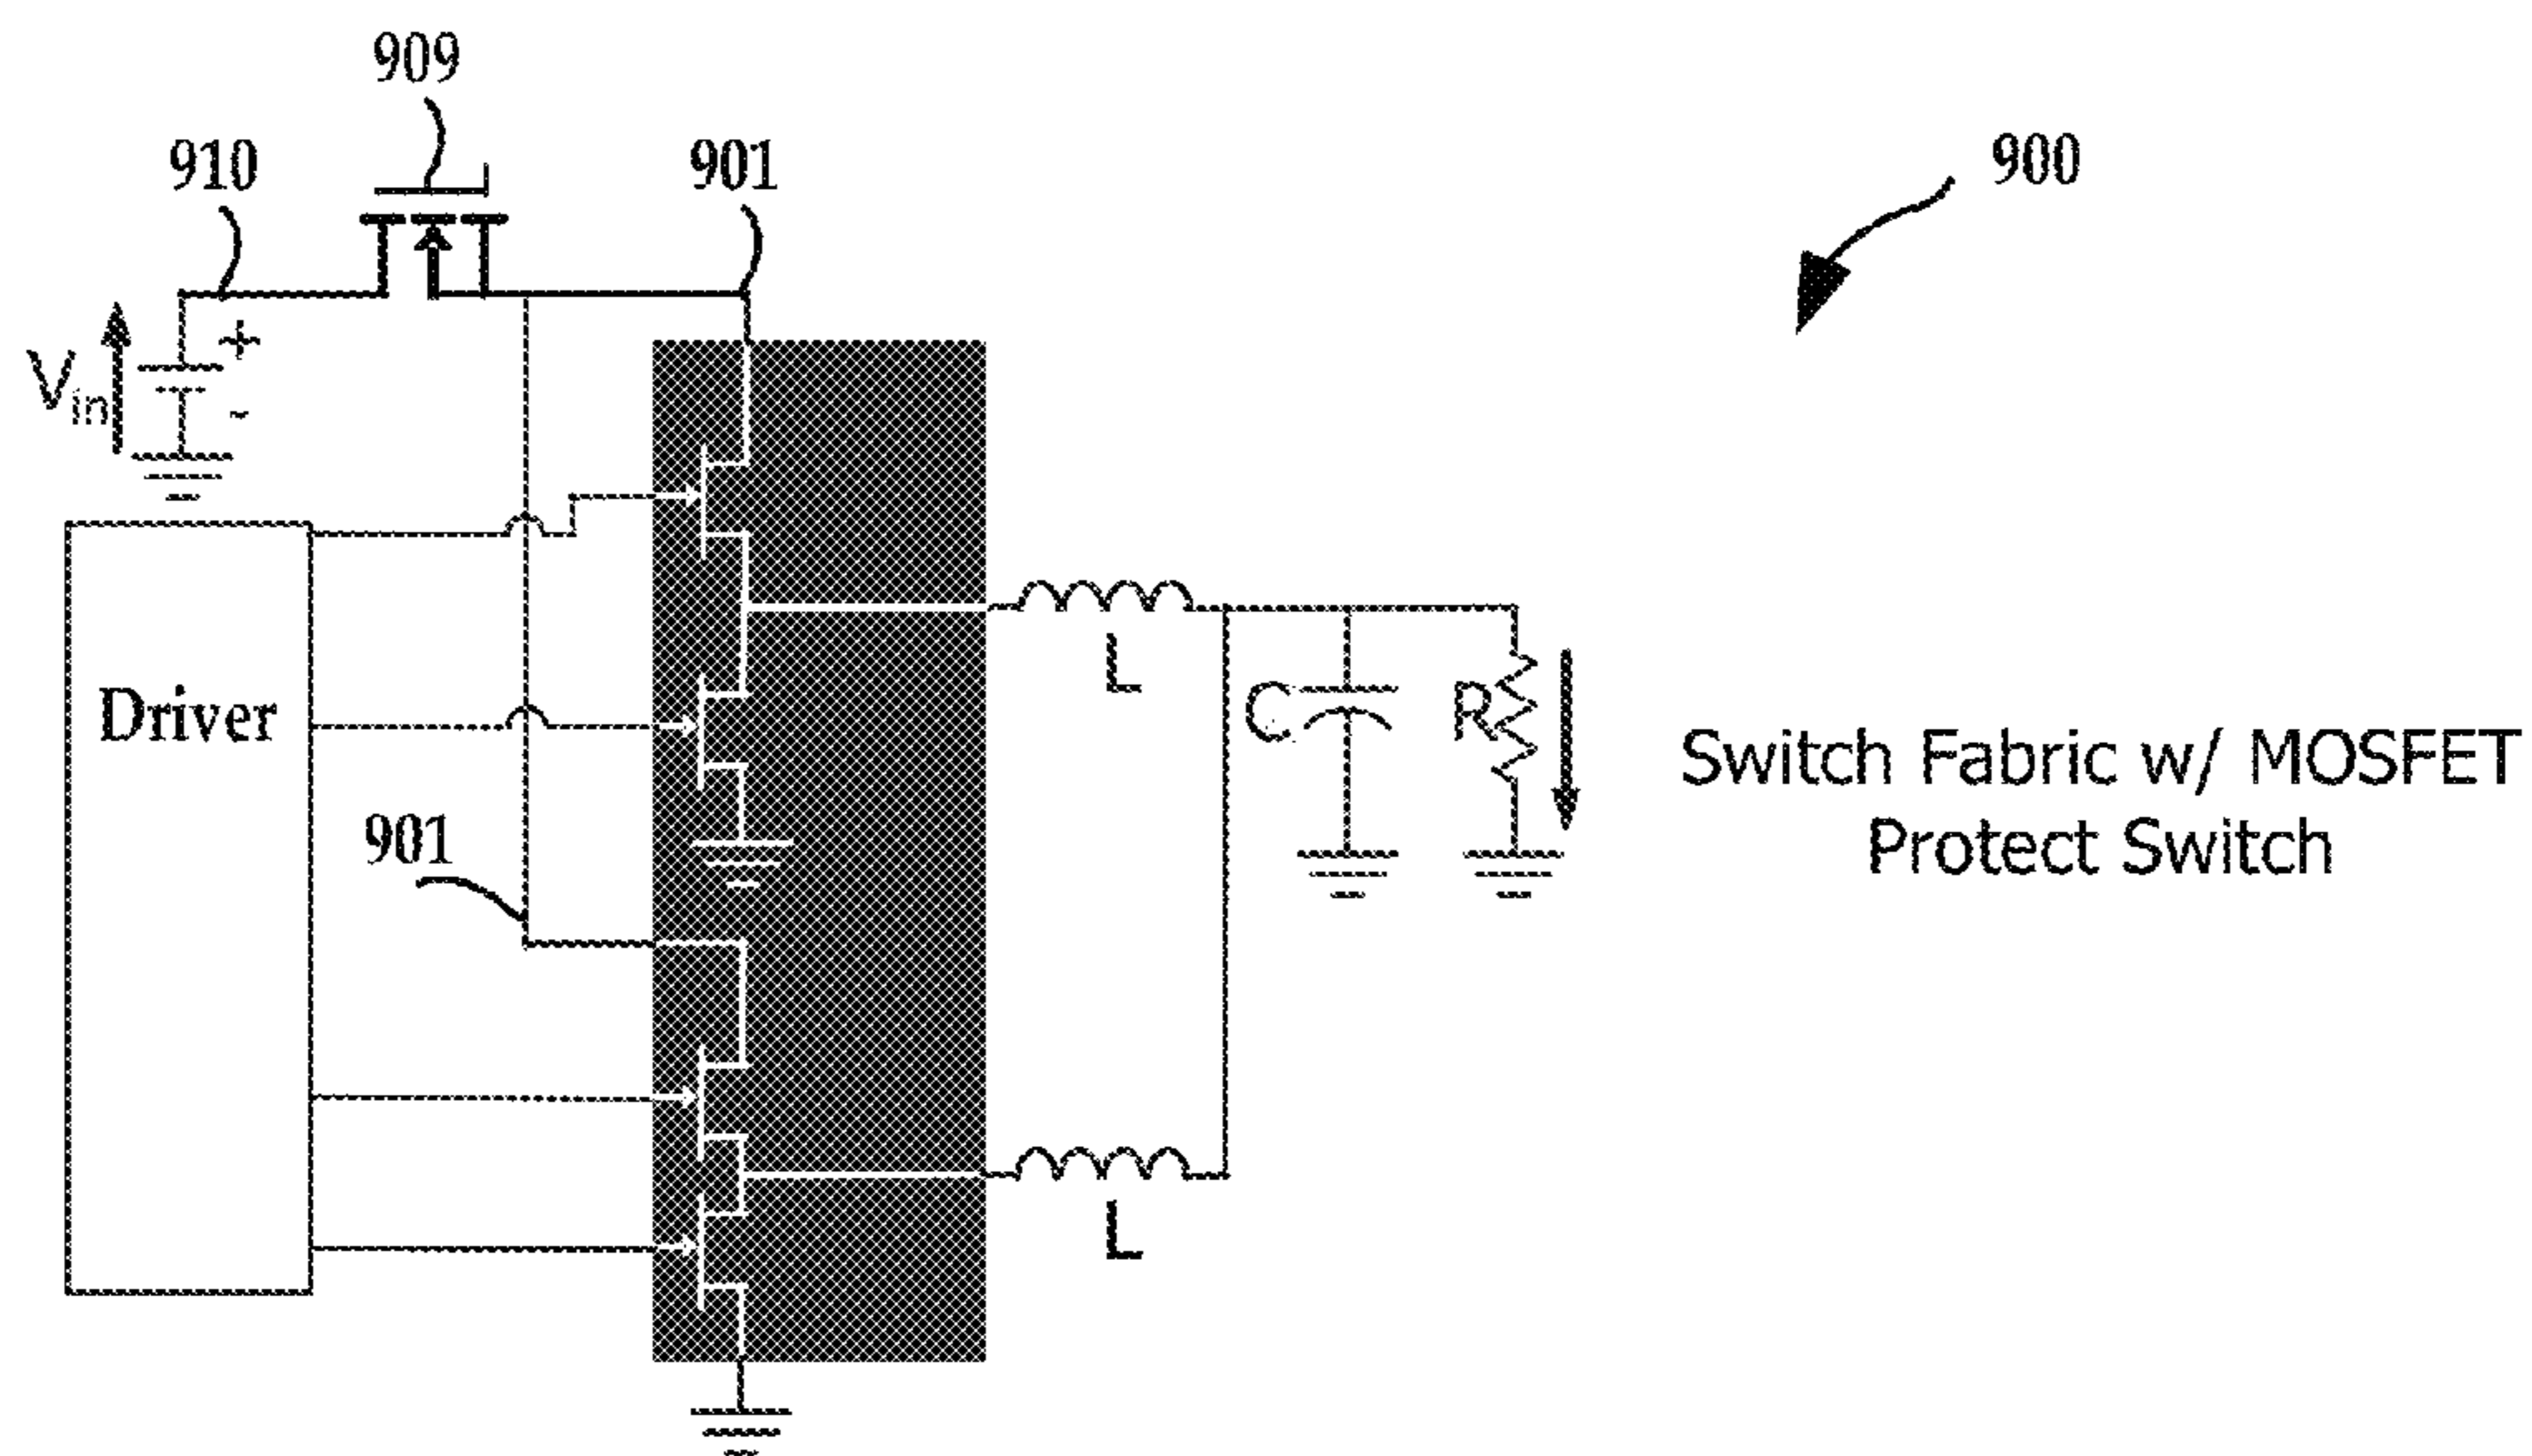 909
910
901
900
+
Vin
-
Driver
L
C
R
Switch Fabric w/ MOSFET
Protect Switch
901
L